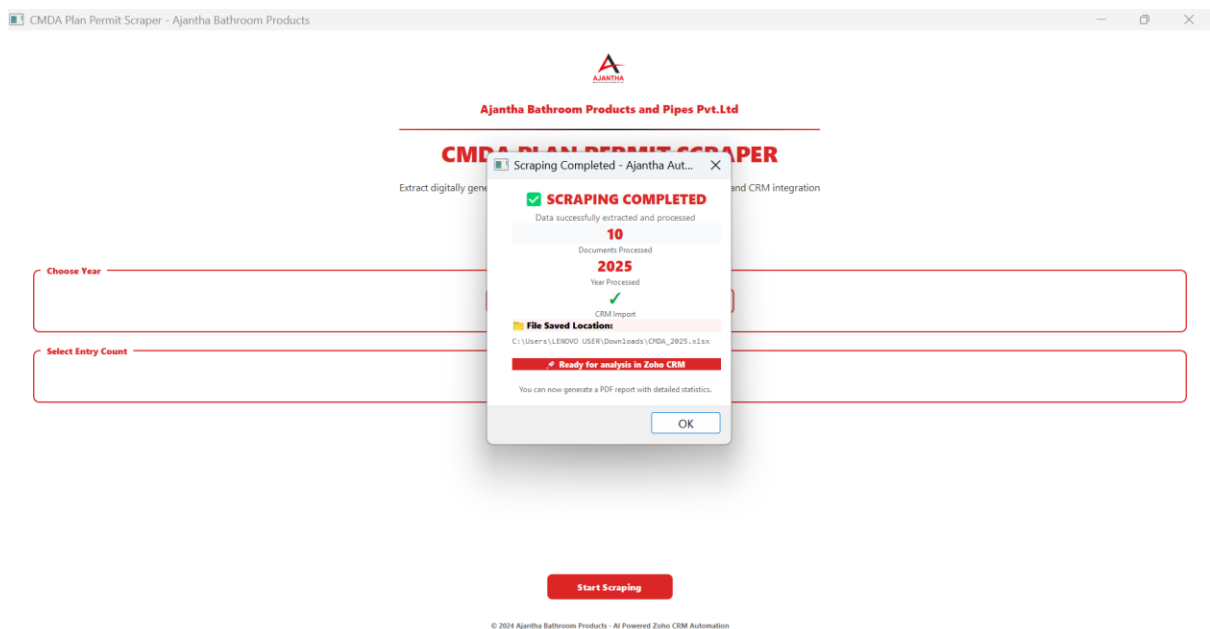 CMDA Plan Permit Scraper - Ajantha Bathroom Products
AJANTHA
Ajantha Bathroom Products and Pipes Pvt.Ltd
CMDA PLAN PERMIT SCRAPER
Extract digitally gene
and CRM integration
Scraping Completed - Ajantha Aut...
✅ SCRAPING COMPLETED
Data successfully extracted and processed
10
Documents Processed
2025
Year Processed
✓
CRM Import
📁 File Saved Location:
C:\Users\LENOVO USER\Downloads\CMDA_2025.xlsx
🚀 Ready for analysis in Zoho CRM
You can now generate a PDF report with detailed statistics.
OK
Choose Year
Select Entry Count
Start Scraping
© 2024 Ajantha Bathroom Products - AI Powered Zoho CRM Automation